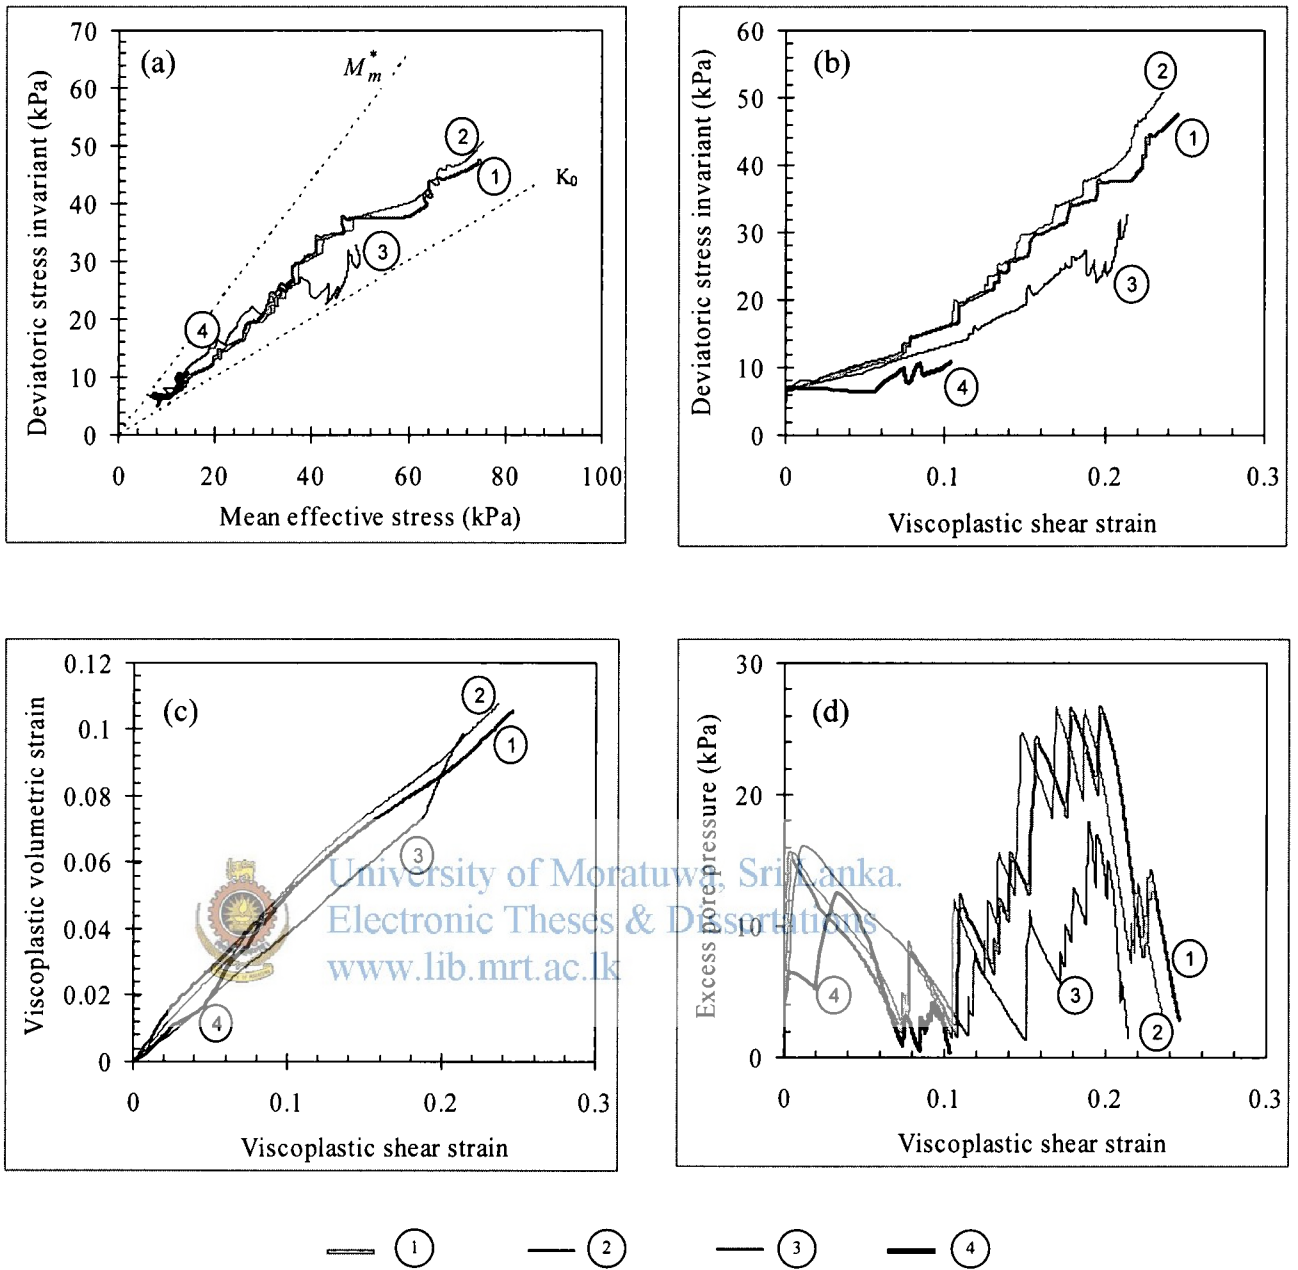 70
60
50
40
30
20
10
0
(a)
M*m
K0
2
1
3
4
0 20 40 60 80 100
Mean effective stress (kPa)
Deviatoric stress invariant (kPa)
60
50
40
30
20
10
0
(b)
2
1
3
4
0 0.1 0.2 0.3
Viscoplastic shear strain
Deviatoric stress invariant (kPa)
0.12
0.1
0.08
0.06
0.04
0.02
0
(c)
2
1
3
4
0 0.1 0.2 0.3
Viscoplastic shear strain
Viscoplastic volumetric strain
30
20
10
0
(d)
4
3
1
2
0 0.1 0.2 0.3
Viscoplastic shear strain
Excess pore pressure (kPa)
University of Moratuwa, Sri Lanka.
Electronic Theses & Dissertations
www.lib.mrt.ac.lk
1 2 3 4